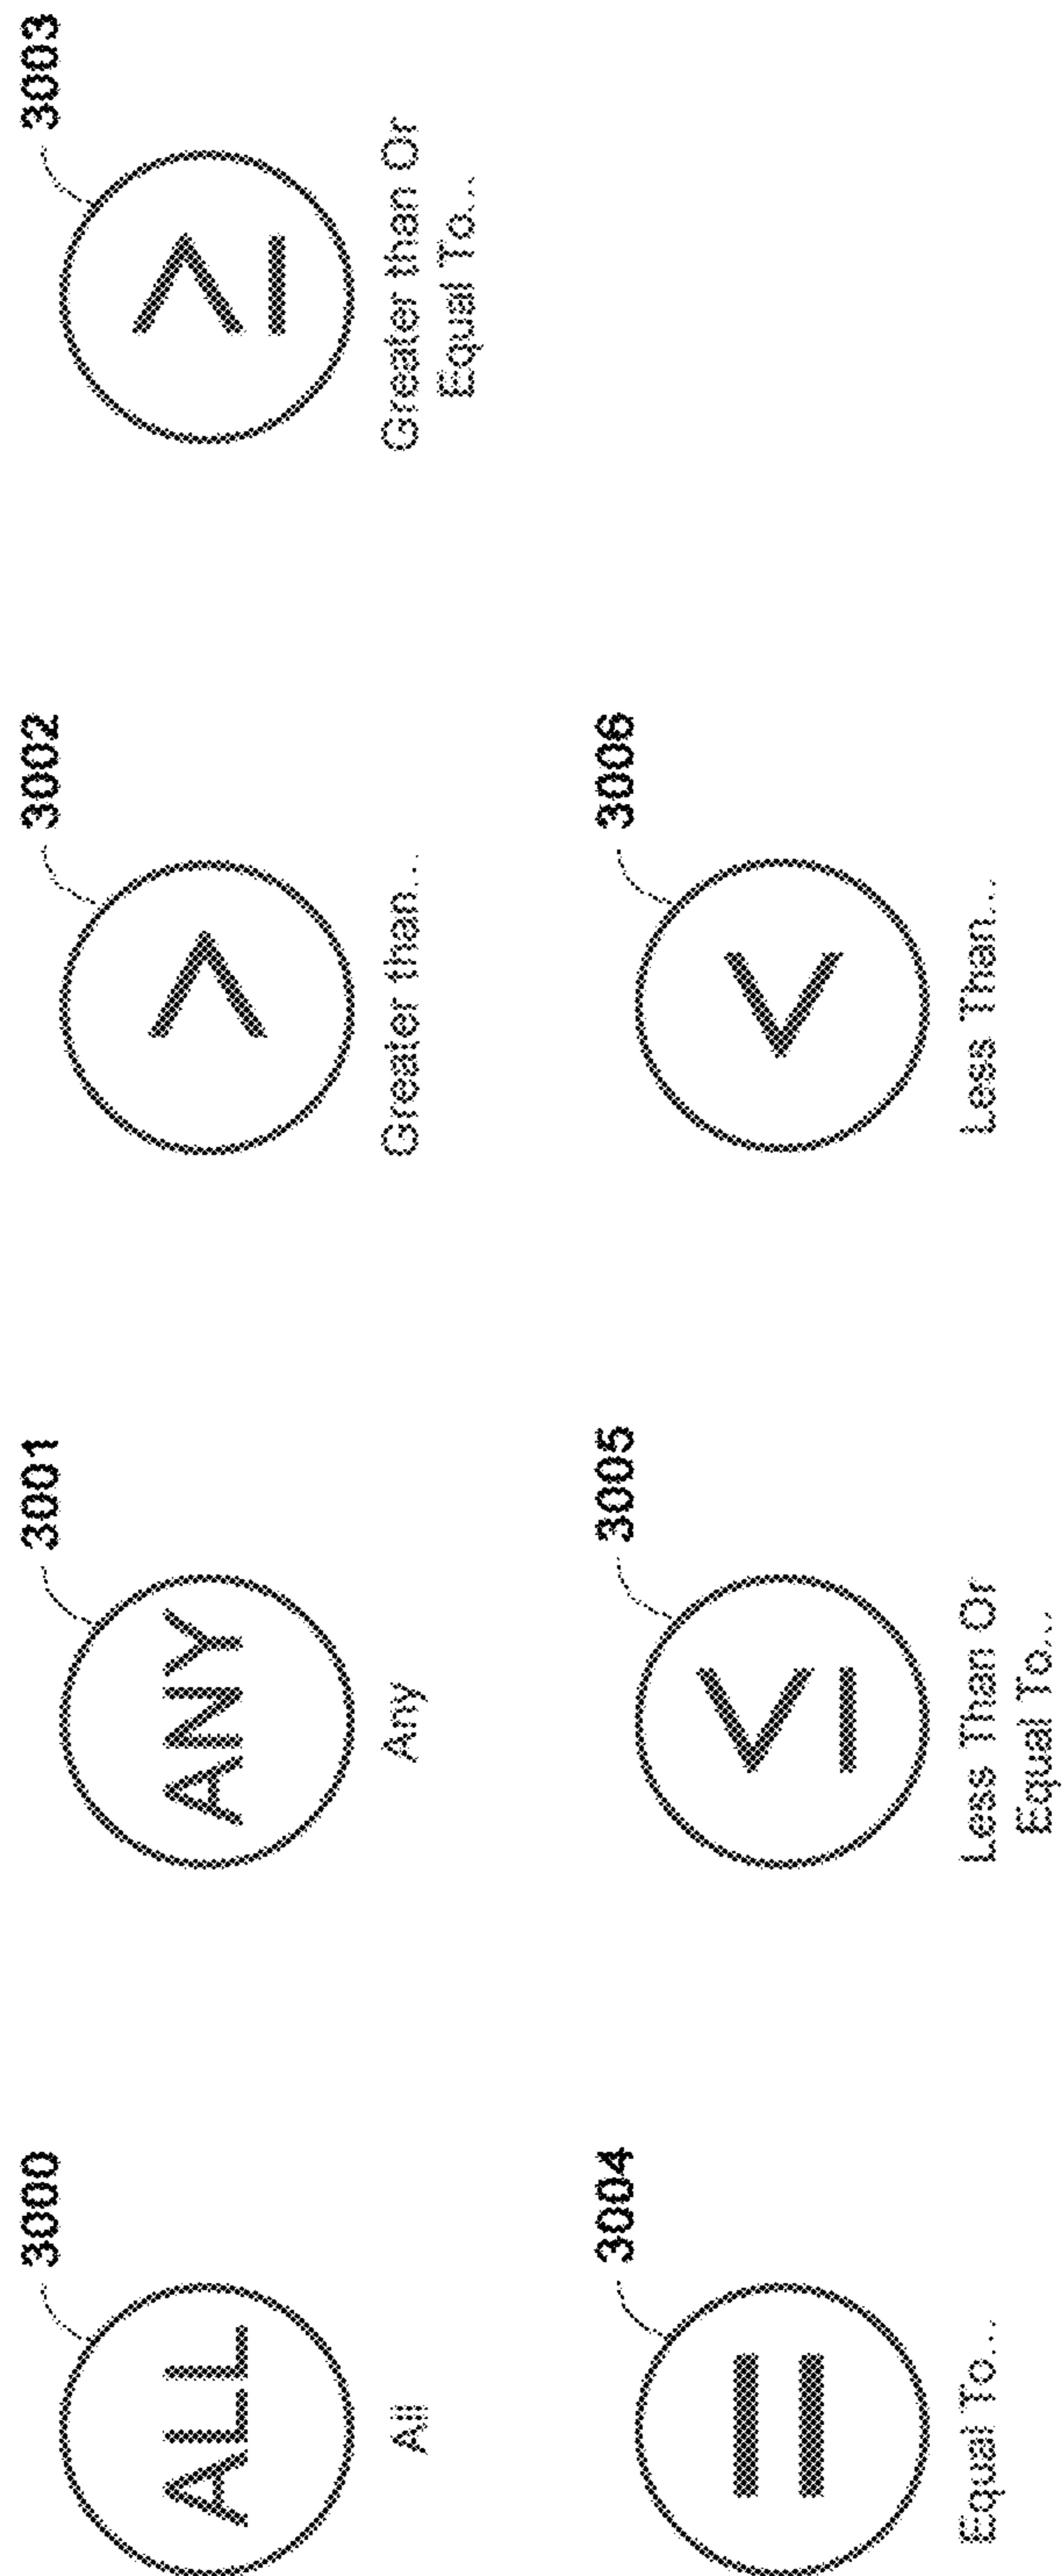 3000
ALL
All
3001
ANY
Any
3002
>
Greater than...
3003
≥
Greater than Or
Equal To...
3004
=
Equal To...
3005
≤
Less Than Or
Equal To...
3006
<
Less Than...